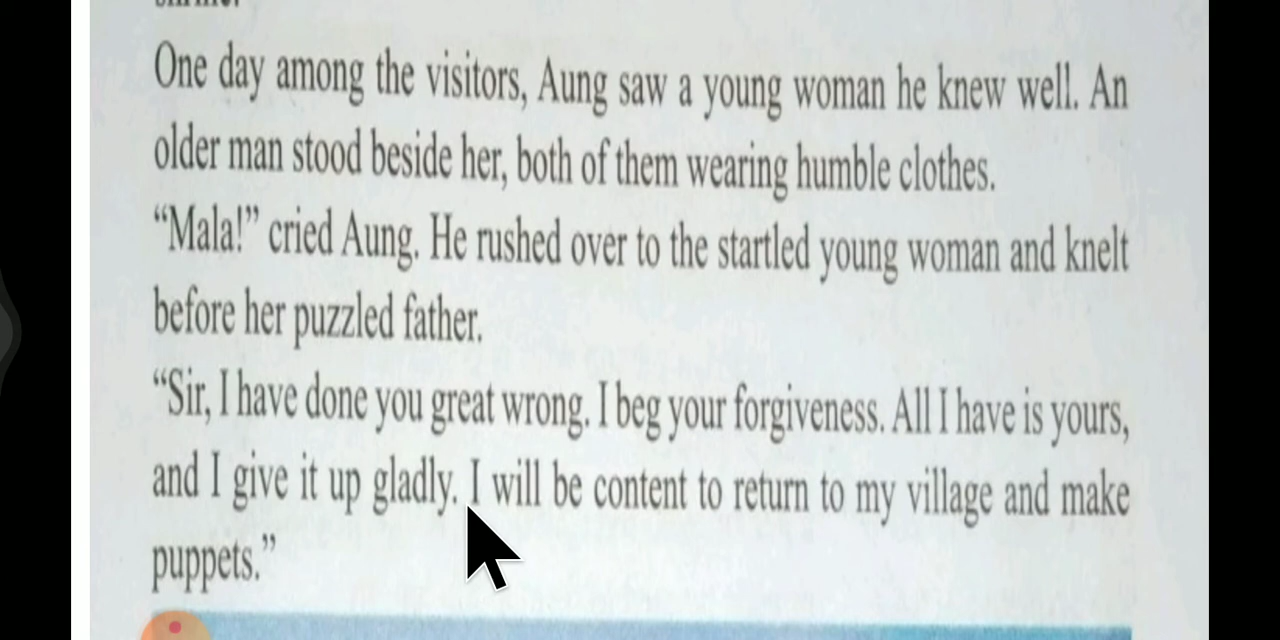 One day among the visitors, Aung saw a young woman he knew well. An
older man stood beside her, both of them wearing humble clothes.
“Mala!” cried Aung. He rushed over to the startled young woman and knelt
before her puzzled father.
“Sir, I have done you great wrong. I beg your forgiveness. All I have is yours,
and I give it up gladly. I will be content to return to my village and make
puppets.”